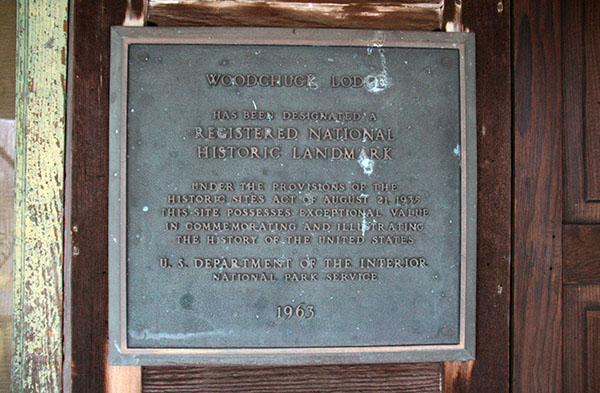 WOODCHUCK LODGE
HAS BEEN DESIGNATED A
REGISTERED NATIONAL
HISTORIC LANDMARK
UNDER THE PROVISIONS OF THE
HISTORIC SITES ACT OF AUGUST 21, 1935
THIS SITE POSSESSES EXCEPTIONAL VALUE
IN COMMEMORATING AND ILLUSTRATING
THE HISTORY OF THE UNITED STATES
U. S. DEPARTMENT OF THE INTERIOR
NATIONAL PARK SERVICE
1963